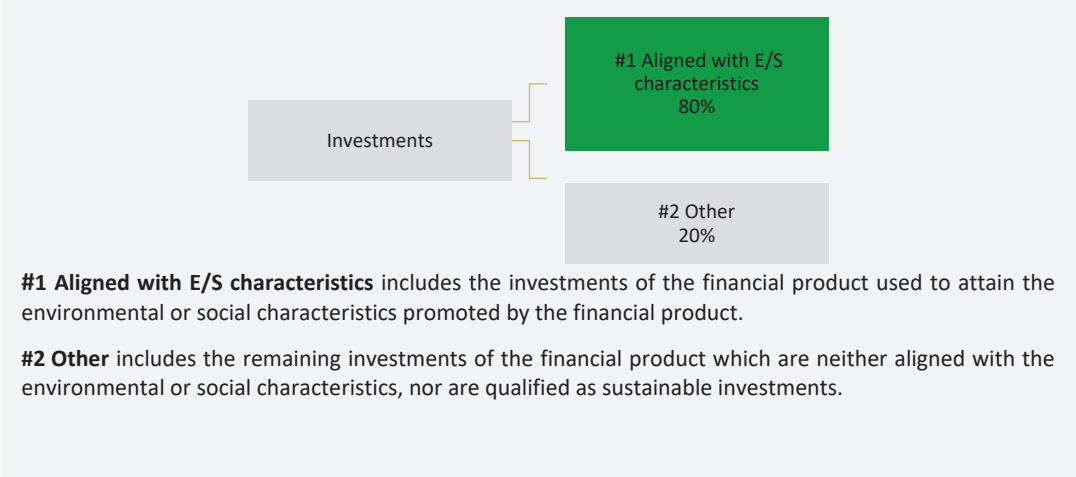 #1 Aligned with E/S
characteristics
80%
Investments
#2 Other
20%
#1 Aligned with E/S characteristics includes the investments of the financial product used to attain the
environmental or social characteristics promoted by the financial product.
#2 Other includes the remaining investments of the financial product which are neither aligned with the
environmental or social characteristics, nor are qualified as sustainable investments.